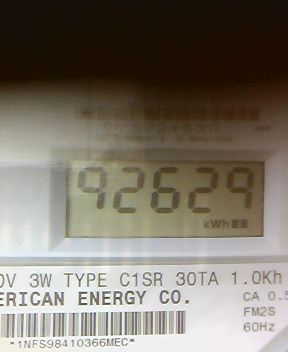 92629
kWh
0V 3W TYPE C1SR 30TA 1.0Kh
ERICAN ENERGY CO.
CA 0.5
FM2S
60Hz
*1NFS98410366MEC*